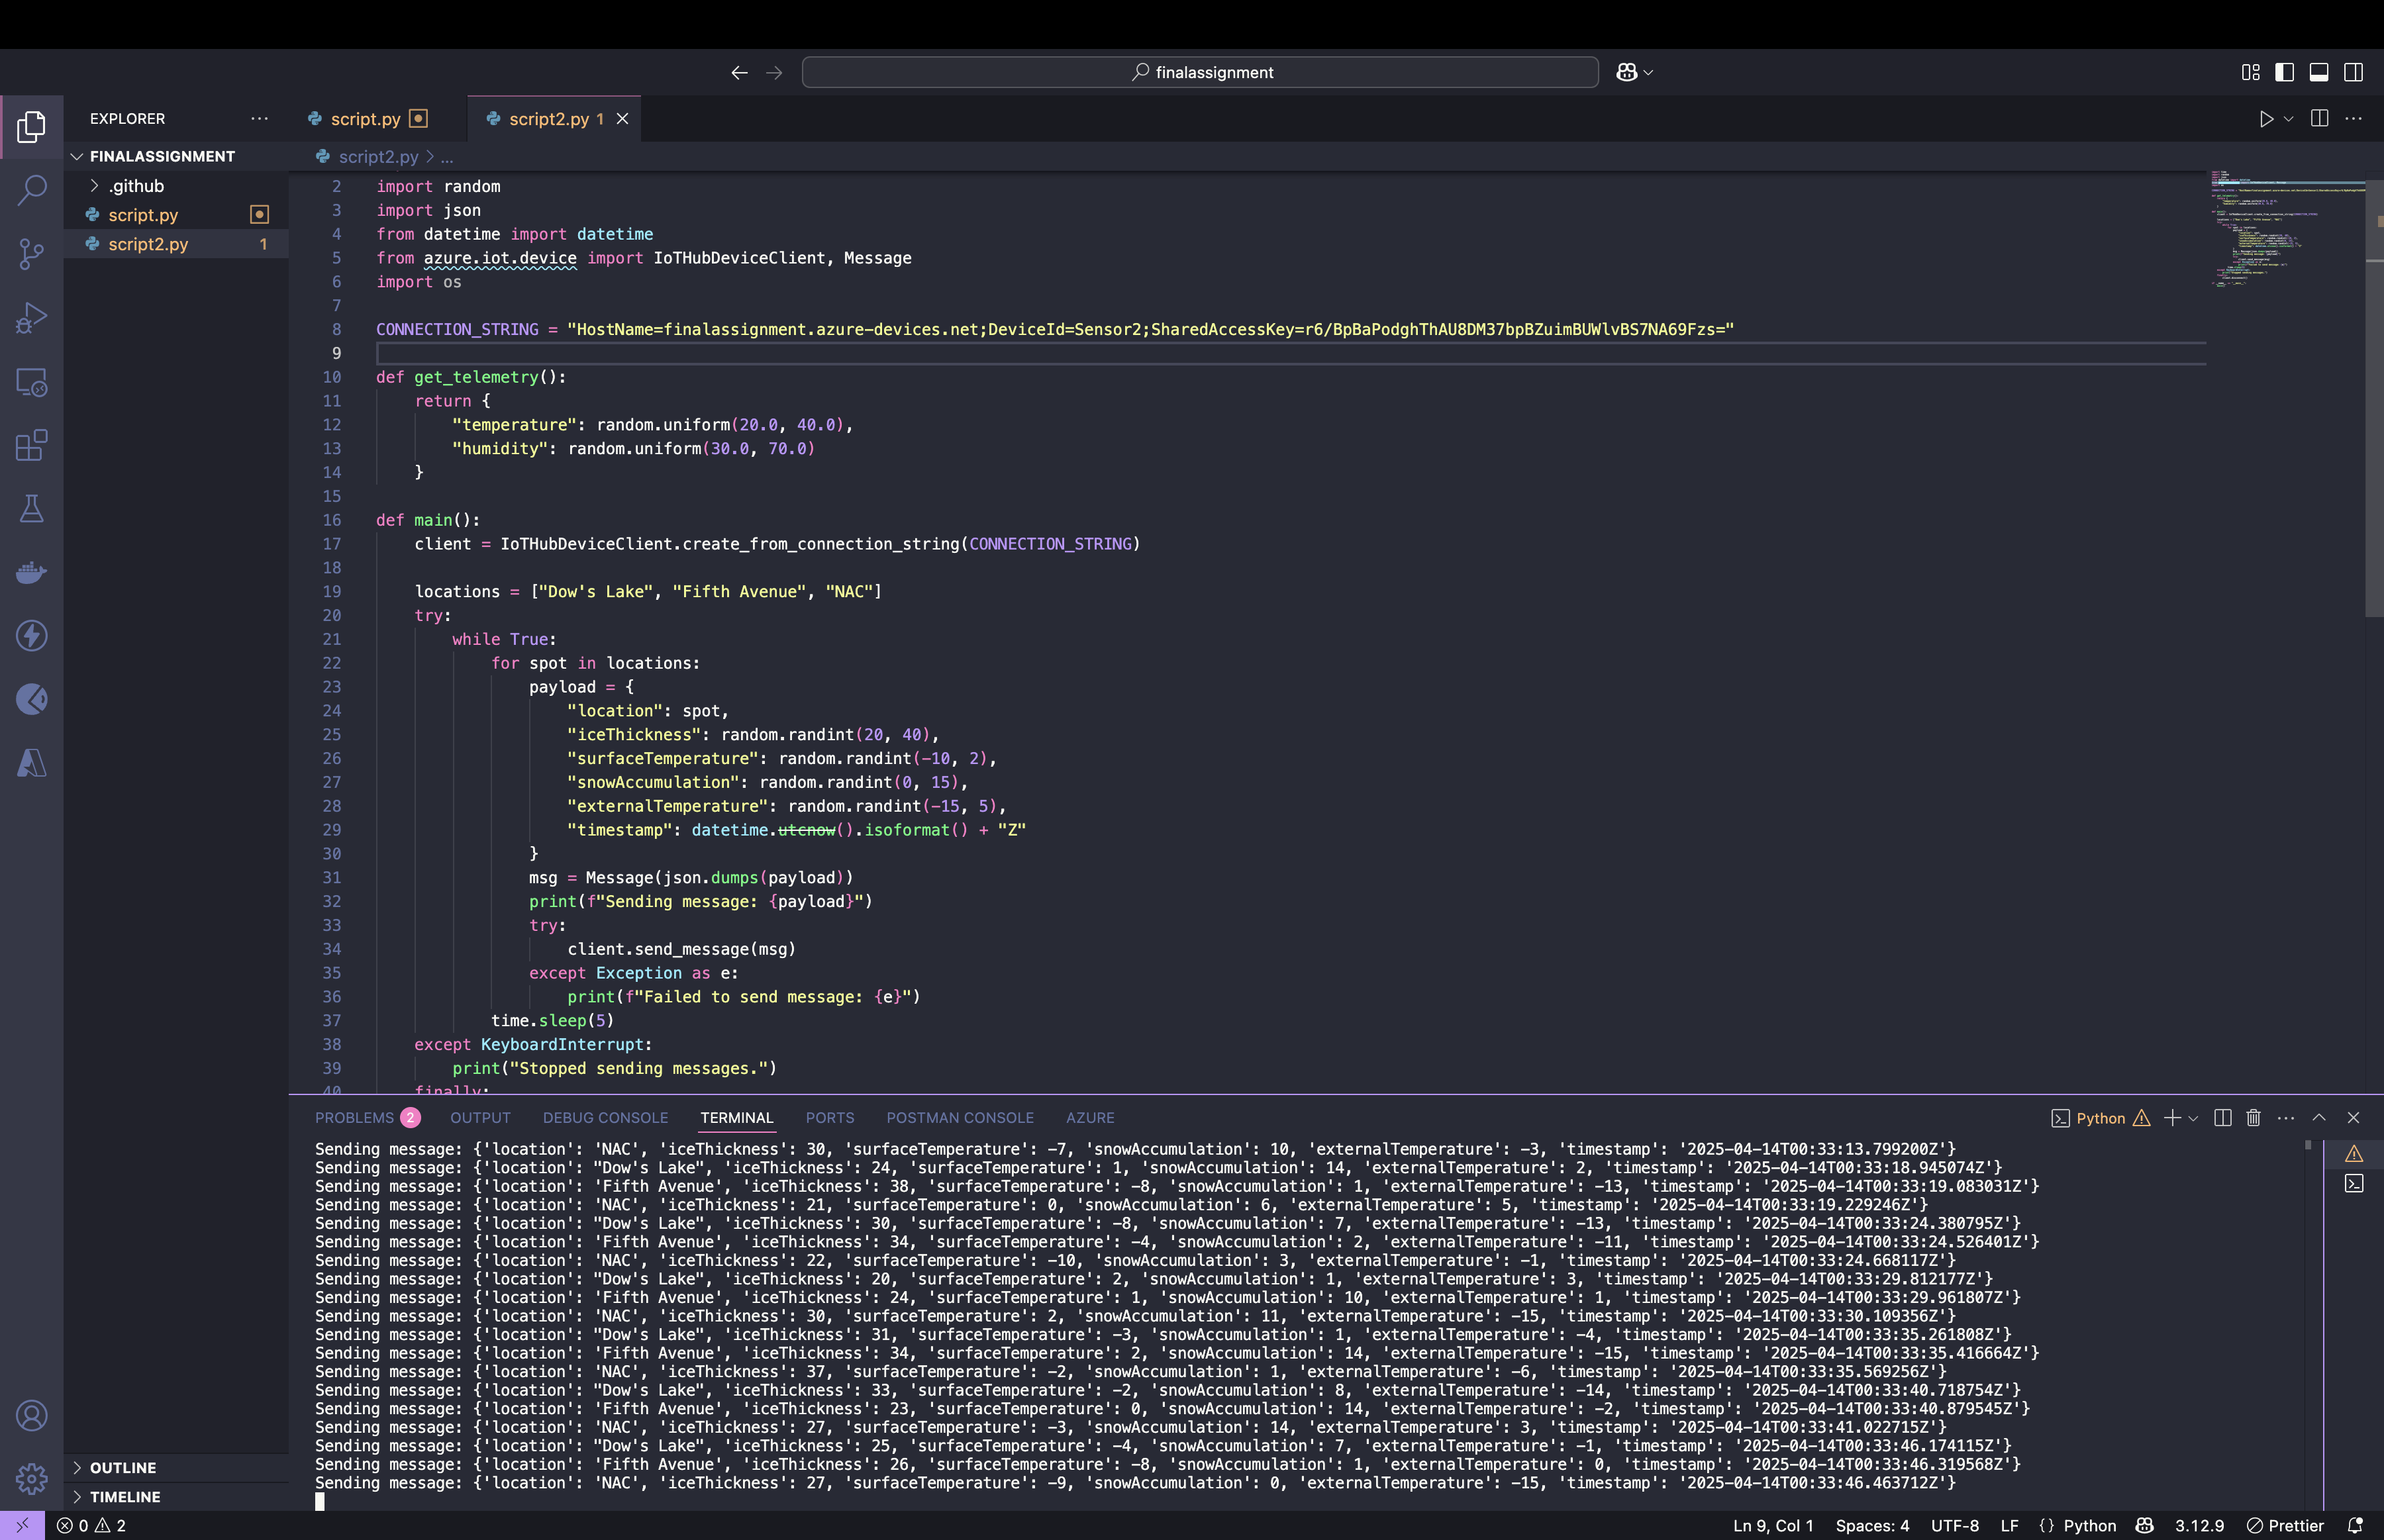 finalassignment
EXPLORER
script.py
script2.py 1
FINALASSIGNMENT
.github
script.py
script2.py 1
OUTLINE
TIMELINE
script2.py > ...
2 import random
3 import json
4 from datetime import datetime
5 from azure.iot.device import IoTHubDeviceClient, Message
6 import os
7
8 CONNECTION_STRING = "HostName=finalassignment.azure-devices.net;DeviceId=Sensor2;SharedAccessKey=r6/BpBaPodghThAU8DM37bpBZuimBUWlvBS7NA69Fzs="
9
10 def get_telemetry():
11 return {
12 "temperature": random.uniform(20.0, 40.0),
13 "humidity": random.uniform(30.0, 70.0)
14 }
15
16 def main():
17 client = IoTHubDeviceClient.create_from_connection_string(CONNECTION_STRING)
18
19 locations = ["Dow's Lake", "Fifth Avenue", "NAC"]
20 try:
21 while True:
22 for spot in locations:
23 payload = {
24 "location": spot,
25 "iceThickness": random.randint(20, 40),
26 "surfaceTemperature": random.randint(-10, 2),
27 "snowAccumulation": random.randint(0, 15),
28 "externalTemperature": random.randint(-15, 5),
29 "timestamp": datetime.utcnow().isoformat() + "Z"
30 }
31 msg = Message(json.dumps(payload))
32 print(f"Sending message: {payload}")
33 try:
34 client.send_message(msg)
35 except Exception as e:
36 print(f"Failed to send message: {e}")
37 time.sleep(5)
38 except KeyboardInterrupt:
39 print("Stopped sending messages.")
40 finally:
PROBLEMS 2 OUTPUT DEBUG CONSOLE TERMINAL PORTS POSTMAN CONSOLE AZURE
Python
Sending message: {'location': 'NAC', 'iceThickness': 30, 'surfaceTemperature': -7, 'snowAccumulation': 10, 'externalTemperature': -3, 'timestamp': '2025-04-14T00:33:13.799200Z'}
Sending message: {'location': "Dow's Lake", 'iceThickness': 24, 'surfaceTemperature': 1, 'snowAccumulation': 14, 'externalTemperature': 2, 'timestamp': '2025-04-14T00:33:18.945074Z'}
Sending message: {'location': 'Fifth Avenue', 'iceThickness': 38, 'surfaceTemperature': -8, 'snowAccumulation': 1, 'externalTemperature': -13, 'timestamp': '2025-04-14T00:33:19.083031Z'}
Sending message: {'location': 'NAC', 'iceThickness': 21, 'surfaceTemperature': 0, 'snowAccumulation': 6, 'externalTemperature': 5, 'timestamp': '2025-04-14T00:33:19.229246Z'}
Sending message: {'location': "Dow's Lake", 'iceThickness': 30, 'surfaceTemperature': -8, 'snowAccumulation': 7, 'externalTemperature': -13, 'timestamp': '2025-04-14T00:33:24.380795Z'}
Sending message: {'location': 'Fifth Avenue', 'iceThickness': 34, 'surfaceTemperature': -4, 'snowAccumulation': 2, 'externalTemperature': -11, 'timestamp': '2025-04-14T00:33:24.526401Z'}
Sending message: {'location': 'NAC', 'iceThickness': 22, 'surfaceTemperature': -10, 'snowAccumulation': 3, 'externalTemperature': -1, 'timestamp': '2025-04-14T00:33:24.668117Z'}
Sending message: {'location': "Dow's Lake", 'iceThickness': 20, 'surfaceTemperature': 2, 'snowAccumulation': 1, 'externalTemperature': 3, 'timestamp': '2025-04-14T00:33:29.812177Z'}
Sending message: {'location': 'Fifth Avenue', 'iceThickness': 24, 'surfaceTemperature': 1, 'snowAccumulation': 10, 'externalTemperature': 1, 'timestamp': '2025-04-14T00:33:29.961807Z'}
Sending message: {'location': 'NAC', 'iceThickness': 30, 'surfaceTemperature': 2, 'snowAccumulation': 11, 'externalTemperature': -15, 'timestamp': '2025-04-14T00:33:30.109356Z'}
Sending message: {'location': "Dow's Lake", 'iceThickness': 31, 'surfaceTemperature': -3, 'snowAccumulation': 1, 'externalTemperature': -4, 'timestamp': '2025-04-14T00:33:35.261808Z'}
Sending message: {'location': 'Fifth Avenue', 'iceThickness': 34, 'surfaceTemperature': 2, 'snowAccumulation': 14, 'externalTemperature': -15, 'timestamp': '2025-04-14T00:33:35.416664Z'}
Sending message: {'location': 'NAC', 'iceThickness': 37, 'surfaceTemperature': -2, 'snowAccumulation': 1, 'externalTemperature': -6, 'timestamp': '2025-04-14T00:33:35.569256Z'}
Sending message: {'location': "Dow's Lake", 'iceThickness': 33, 'surfaceTemperature': -2, 'snowAccumulation': 8, 'externalTemperature': -14, 'timestamp': '2025-04-14T00:33:40.718754Z'}
Sending message: {'location': 'Fifth Avenue', 'iceThickness': 23, 'surfaceTemperature': 0, 'snowAccumulation': 14, 'externalTemperature': -2, 'timestamp': '2025-04-14T00:33:40.879545Z'}
Sending message: {'location': 'NAC', 'iceThickness': 27, 'surfaceTemperature': -3, 'snowAccumulation': 14, 'externalTemperature': 3, 'timestamp': '2025-04-14T00:33:41.022715Z'}
Sending message: {'location': "Dow's Lake", 'iceThickness': 25, 'surfaceTemperature': -4, 'snowAccumulation': 7, 'externalTemperature': -1, 'timestamp': '2025-04-14T00:33:46.174115Z'}
Sending message: {'location': 'Fifth Avenue', 'iceThickness': 26, 'surfaceTemperature': -8, 'snowAccumulation': 1, 'externalTemperature': 0, 'timestamp': '2025-04-14T00:33:46.319568Z'}
Sending message: {'location': 'NAC', 'iceThickness': 27, 'surfaceTemperature': -9, 'snowAccumulation': 0, 'externalTemperature': -15, 'timestamp': '2025-04-14T00:33:46.463712Z'}
0 2 Ln 9, Col 1 Spaces: 4 UTF-8 LF {} Python 3.12.9 Prettier